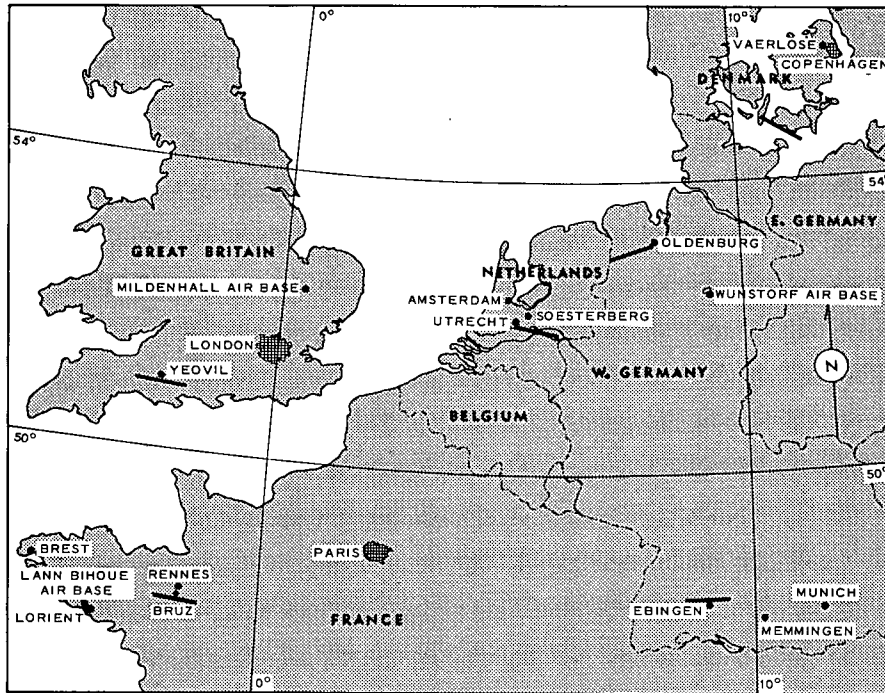 0°
10°
VAERLOSE
COPENHAGEN
DENMARK
54°
54°
E. GERMANY
GREAT BRITAIN
OLDENBURG
NETHERLANDS
MILDENHALL AIR BASE
WUNSTORF AIR BASE
AMSTERDAM
SOESTERBERG
UTRECHT
LONDON
YEOVIL
W. GERMANY
N
BELGIUM
50°
50°
BREST
PARIS
LANN BIHOUE
AIR BASE
RENNES
LORIENT
BRUZ
FRANCE
EBINGEN
MUNICH
MEMMINGEN
0°
10°